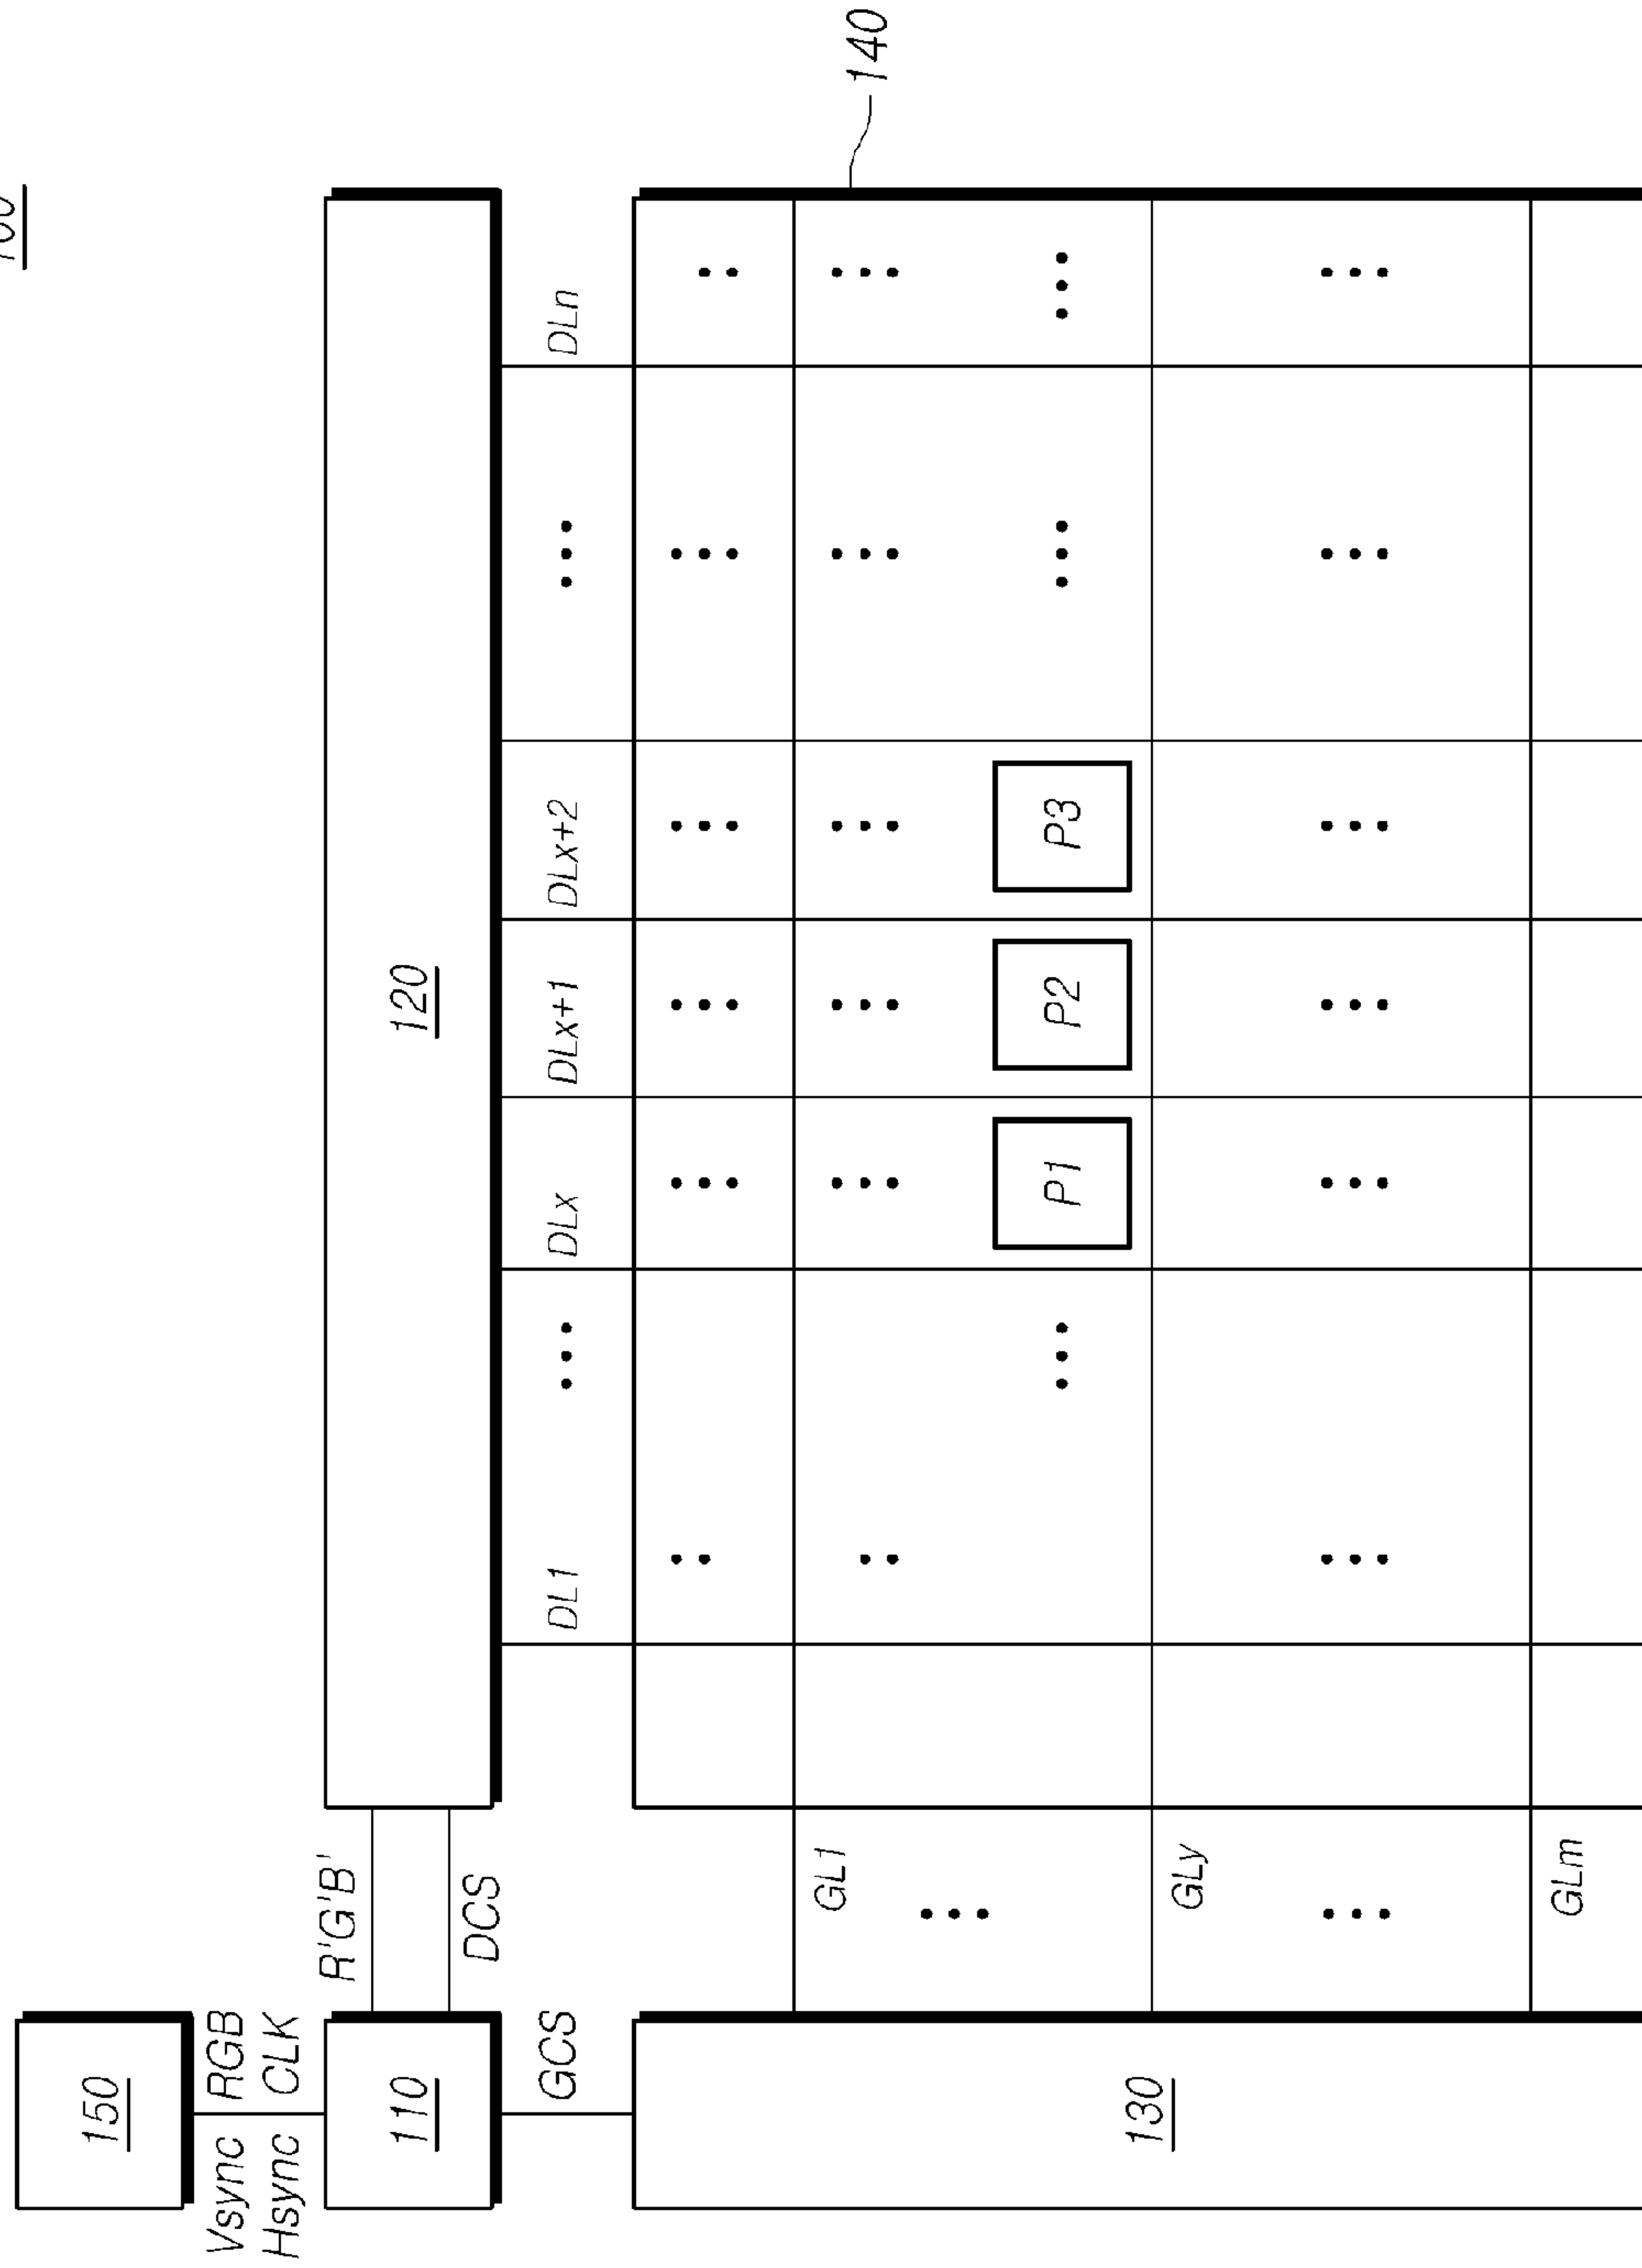 100
150
Vsync RGB
Hsync CLK
110
R'G'B'
DCS
120
GCS
DL1 ... DLx DLx+1 DLx+2 ... DLn
140
GL1
P1 P2 P3
GLy
130
GLm